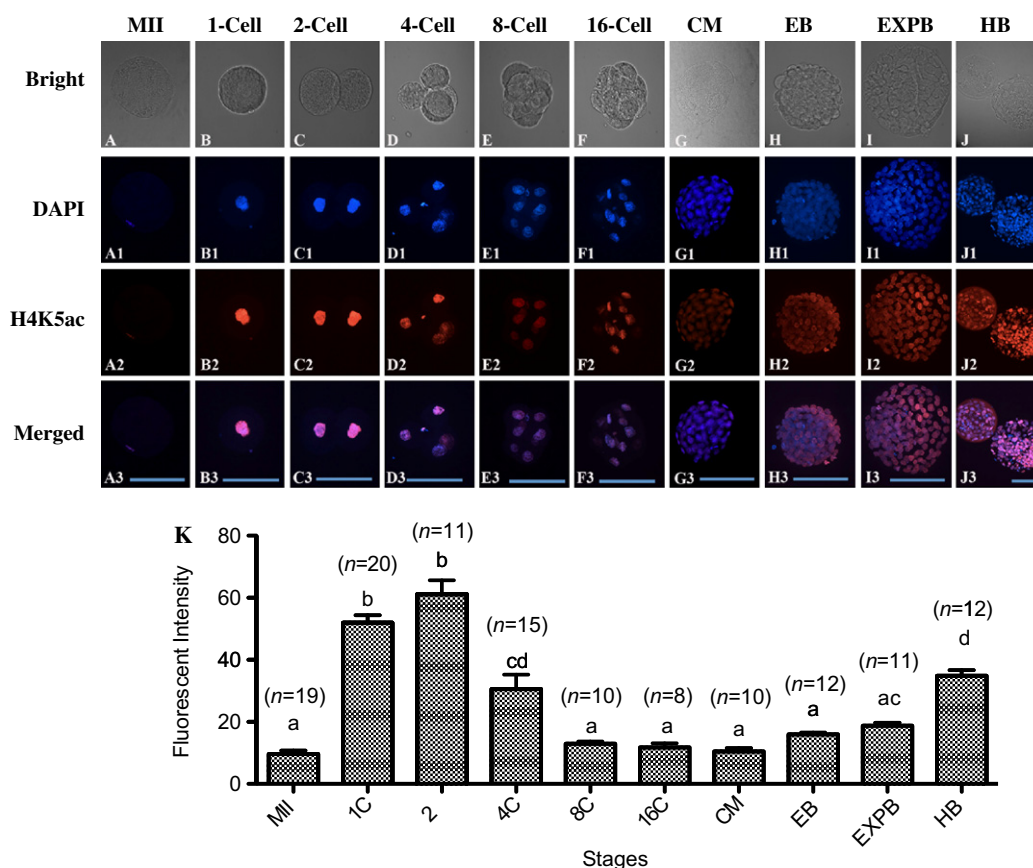 MII 1-Cell 2-Cell 4-Cell 8-Cell 16-Cell CM EB EXPB HB
Bright
A B C D E F G H I J
DAPI
A1 B1 C1 D1 E1 F1 G1 H1 I1 J1
H4K5ac
A2 B2 C2 D2 E2 F2 G2 H2 I2 J2
Merged
A3 B3 C3 D3 E3 F3 G3 H3 I3 J3
K
Fluorescent Intensity
80
60
40
20
0
(n=19)
a
(n=20)
b
(n=11)
b
(n=15)
cd
(n=10)
a
(n=8)
a
(n=10)
a
(n=12)
a
(n=11)
ac
(n=12)
d
MII 1C 2 4C 8C 16C CM EB EXPB HB
Stages